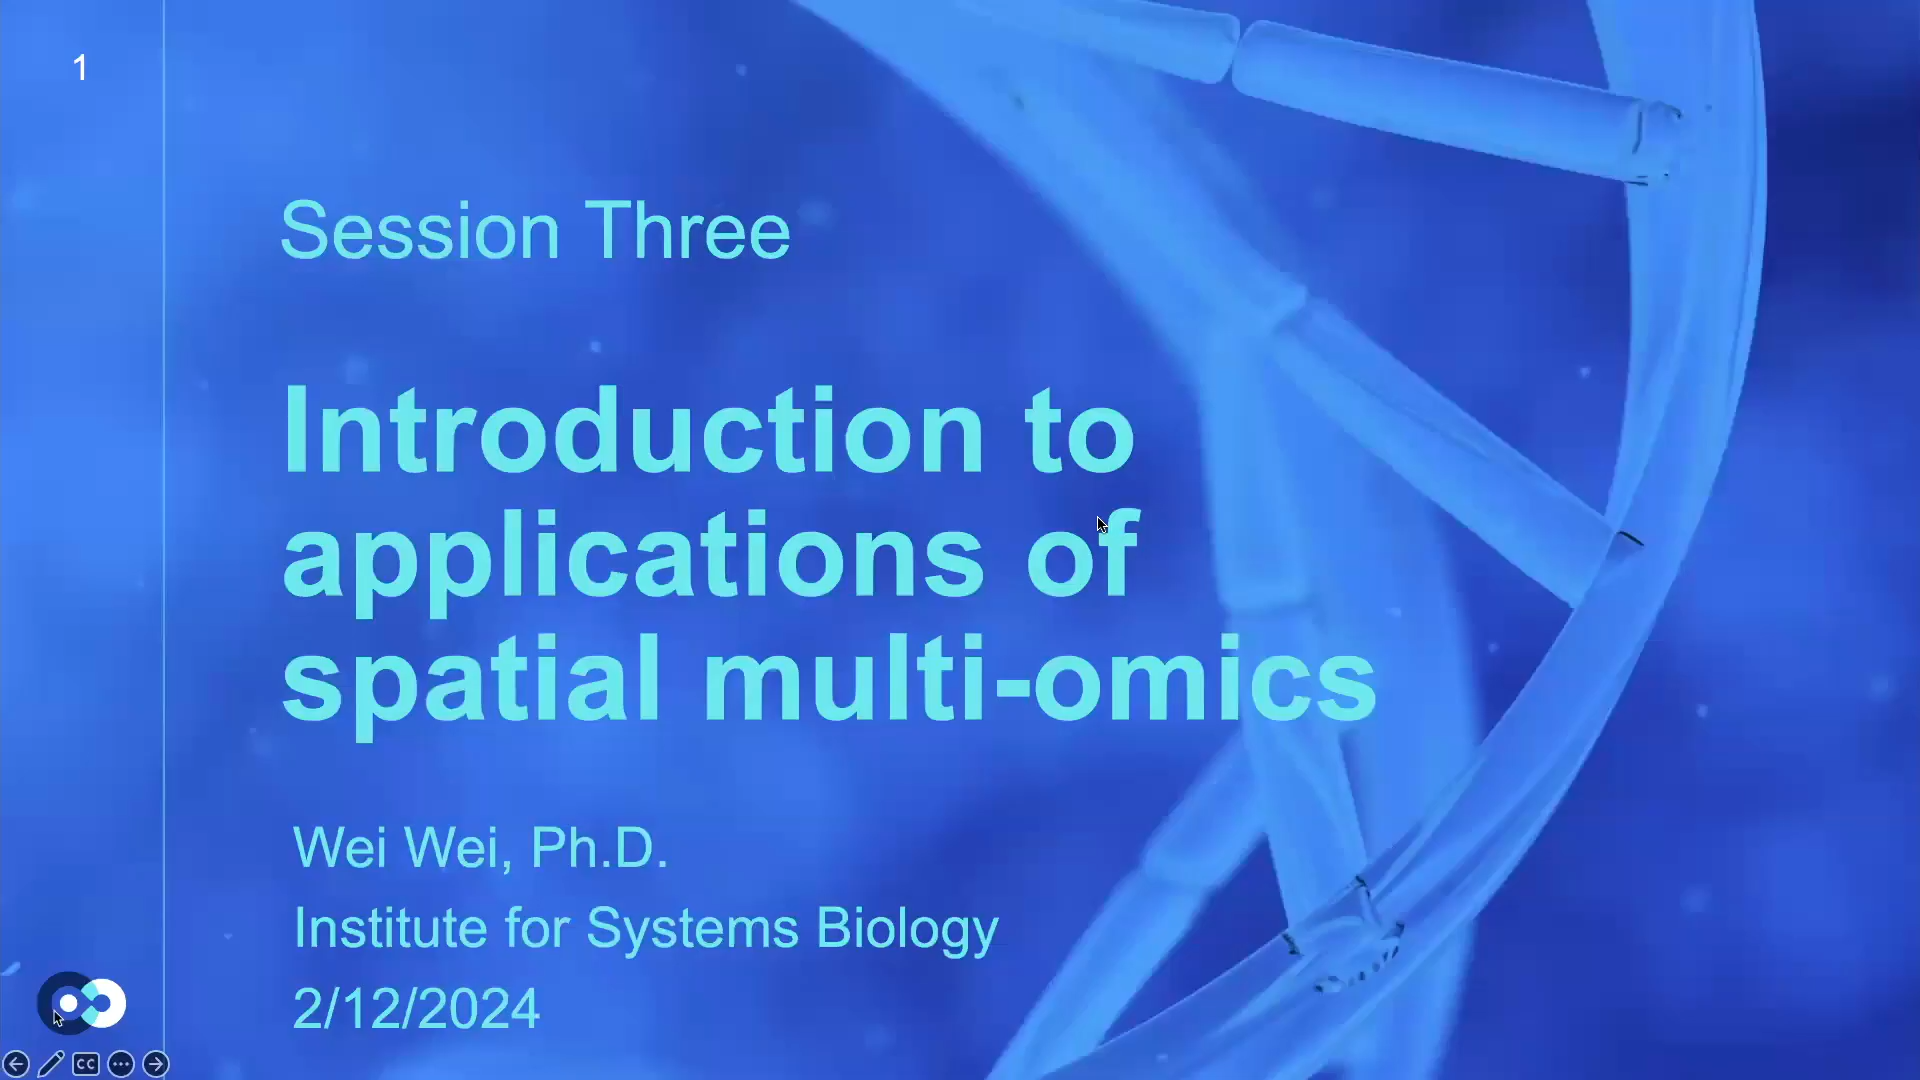 1
Session Three
Introduction to
applications of
spatial multi-omics
Wei Wei, Ph.D.
Institute for Systems Biology
2/12/2024
CC